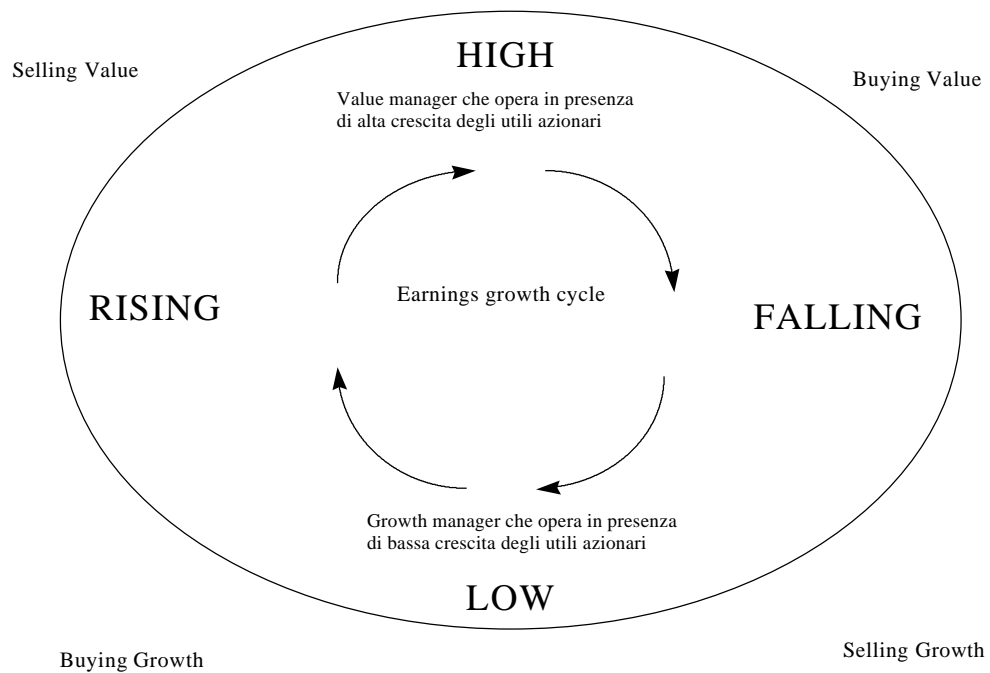 HIGH
Selling Value
Buying Value
Value manager che opera in presenza
di alta crescita degli utili azionari
Earnings growth cycle
RISING
FALLING
Growth manager che opera in presenza
di bassa crescita degli utili azionari
LOW
Selling Growth
Buying Growth